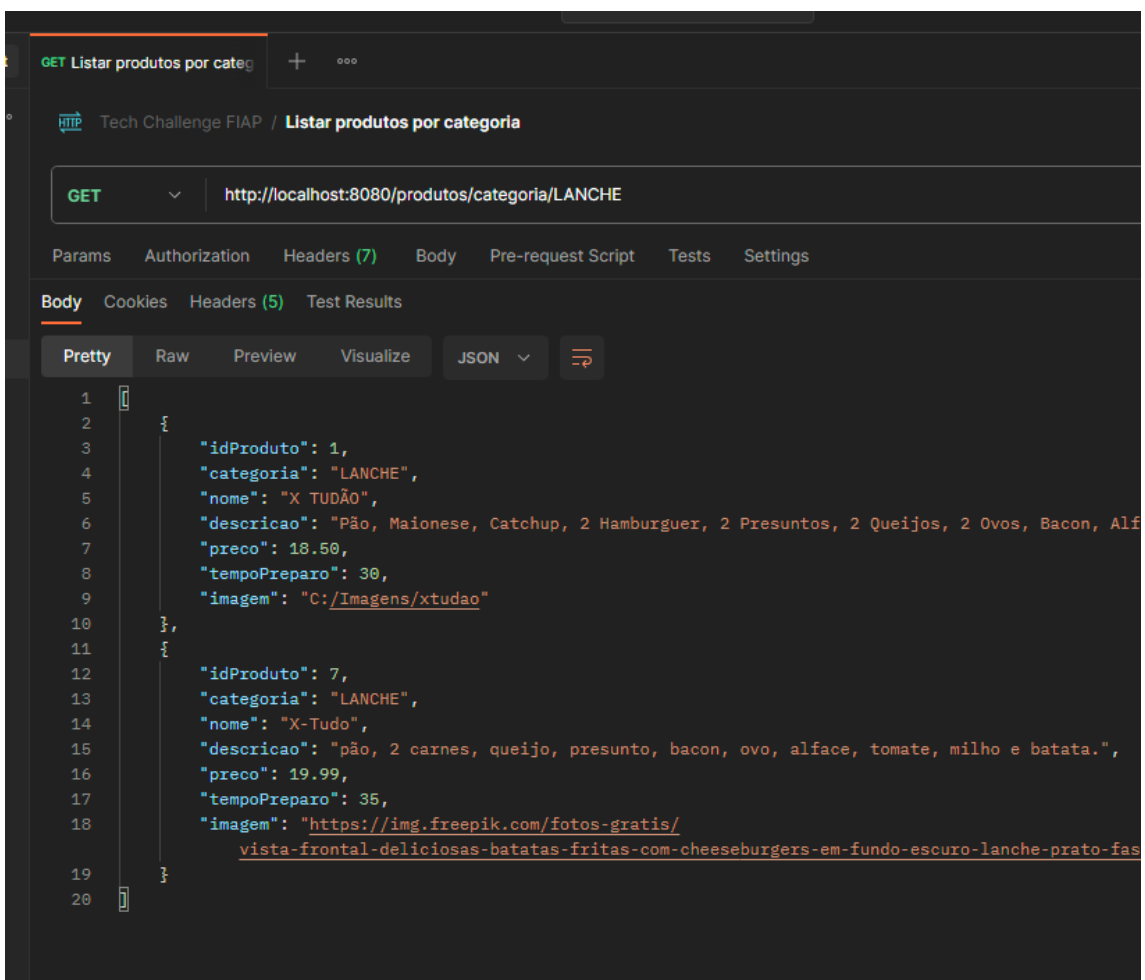 GET Listar produtos por categ
HTTP Tech Challenge FIAP / Listar produtos por categoria
GET http://localhost:8080/produtos/categoria/LANCHE
Params Authorization Headers (7) Body Pre-request Script Tests Settings
Body Cookies Headers (5) Test Results
Pretty Raw Preview Visualize JSON
1 [
2 {
3 "idProduto": 1,
4 "categoria": "LANCHE",
5 "nome": "X TUDÃO",
6 "descricao": "Pão, Maionese, Catchup, 2 Hamburguer, 2 Presuntos, 2 Queijos, 2 Ovos, Bacon, Alf
7 "preco": 18.50,
8 "tempoPreparo": 30,
9 "imagem": "C:/Imagens/xtudao"
10 },
11 {
12 "idProduto": 7,
13 "categoria": "LANCHE",
14 "nome": "X-Tudo",
15 "descricao": "pão, 2 carnes, queijo, presunto, bacon, ovo, alface, tomate, milho e batata.",
16 "preco": 19.99,
17 "tempoPreparo": 35,
18 "imagem": "https://img.freepik.com/fotos-gratis/
vista-frontal-deliciosas-batatas-fritas-com-cheeseburgers-em-fundo-escuro-lanche-prato-fas
19 }
20 ]